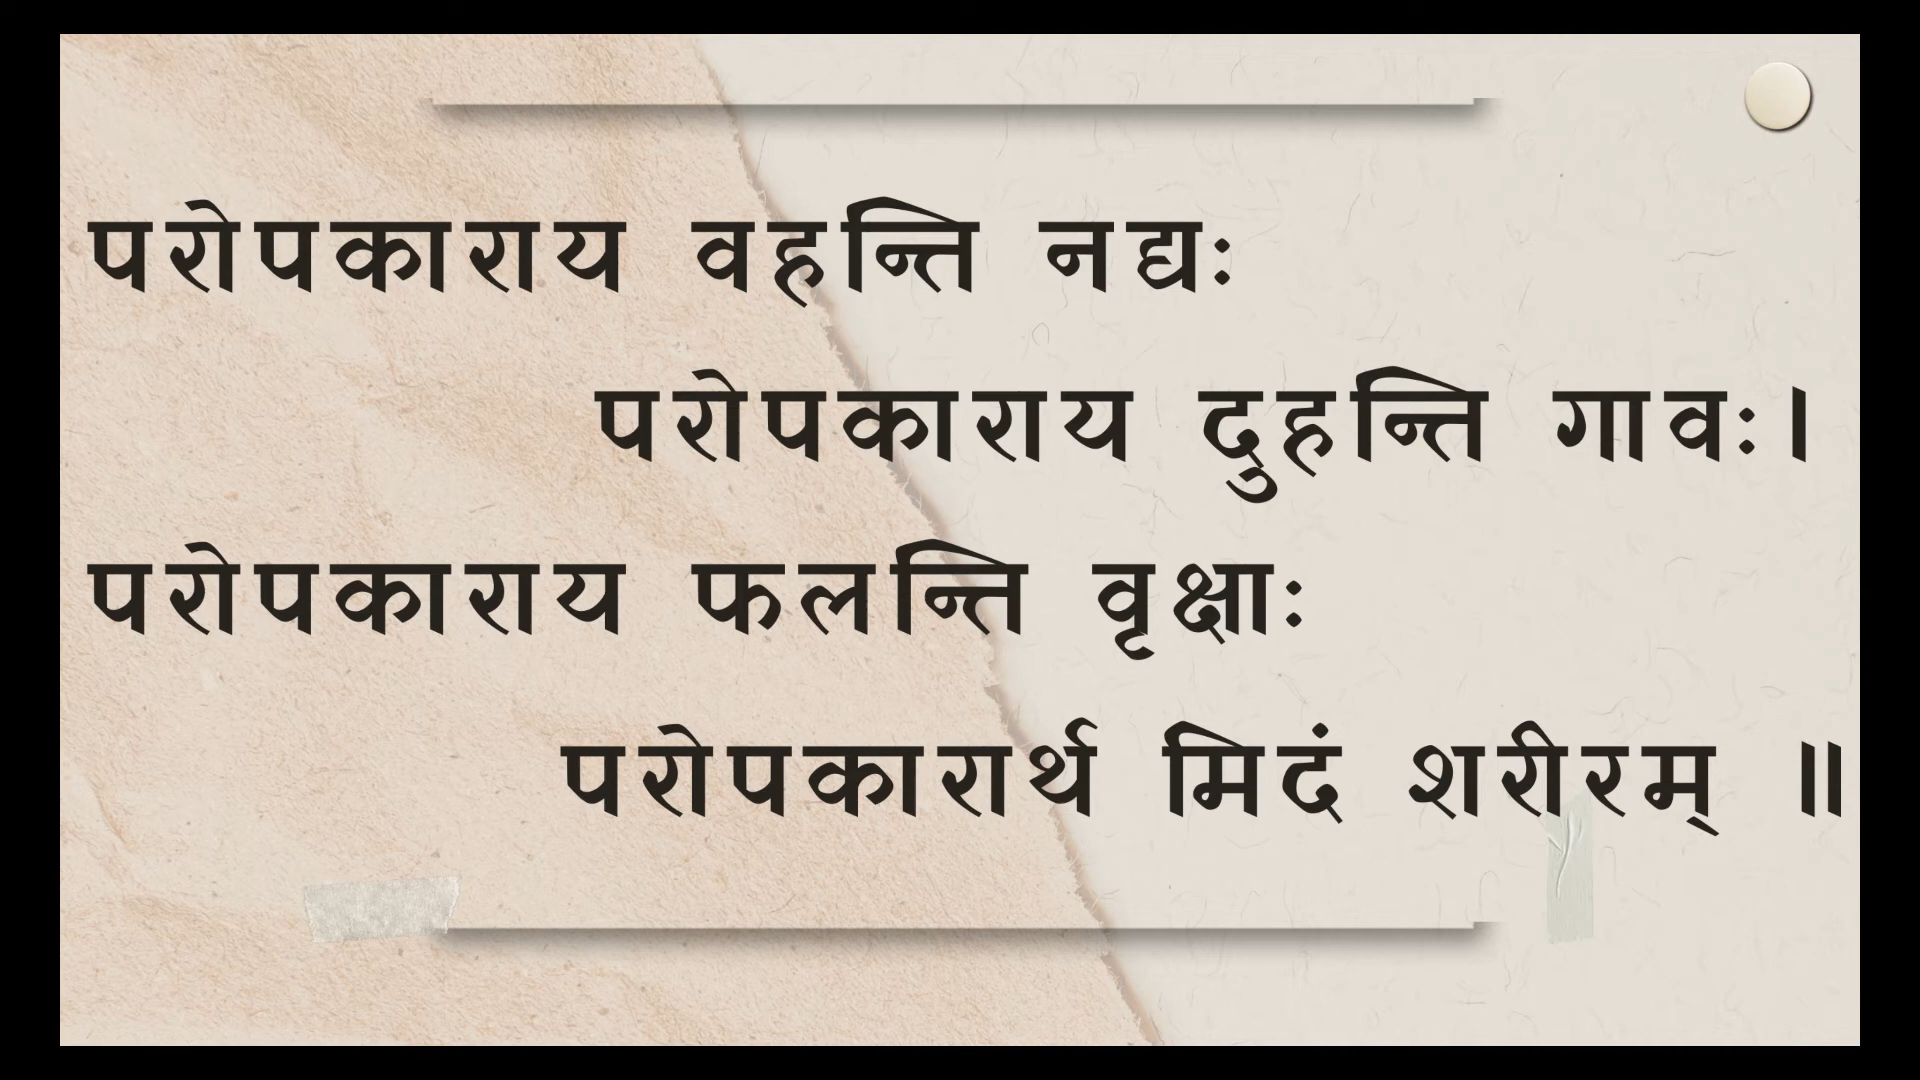 परोपकाराय वहन्ति नद्यः
परोपकाराय दुहन्ति गावः।
परोपकाराय फलन्ति वृक्षाः
परोपकारार्थ मिदं शरीरम् ॥